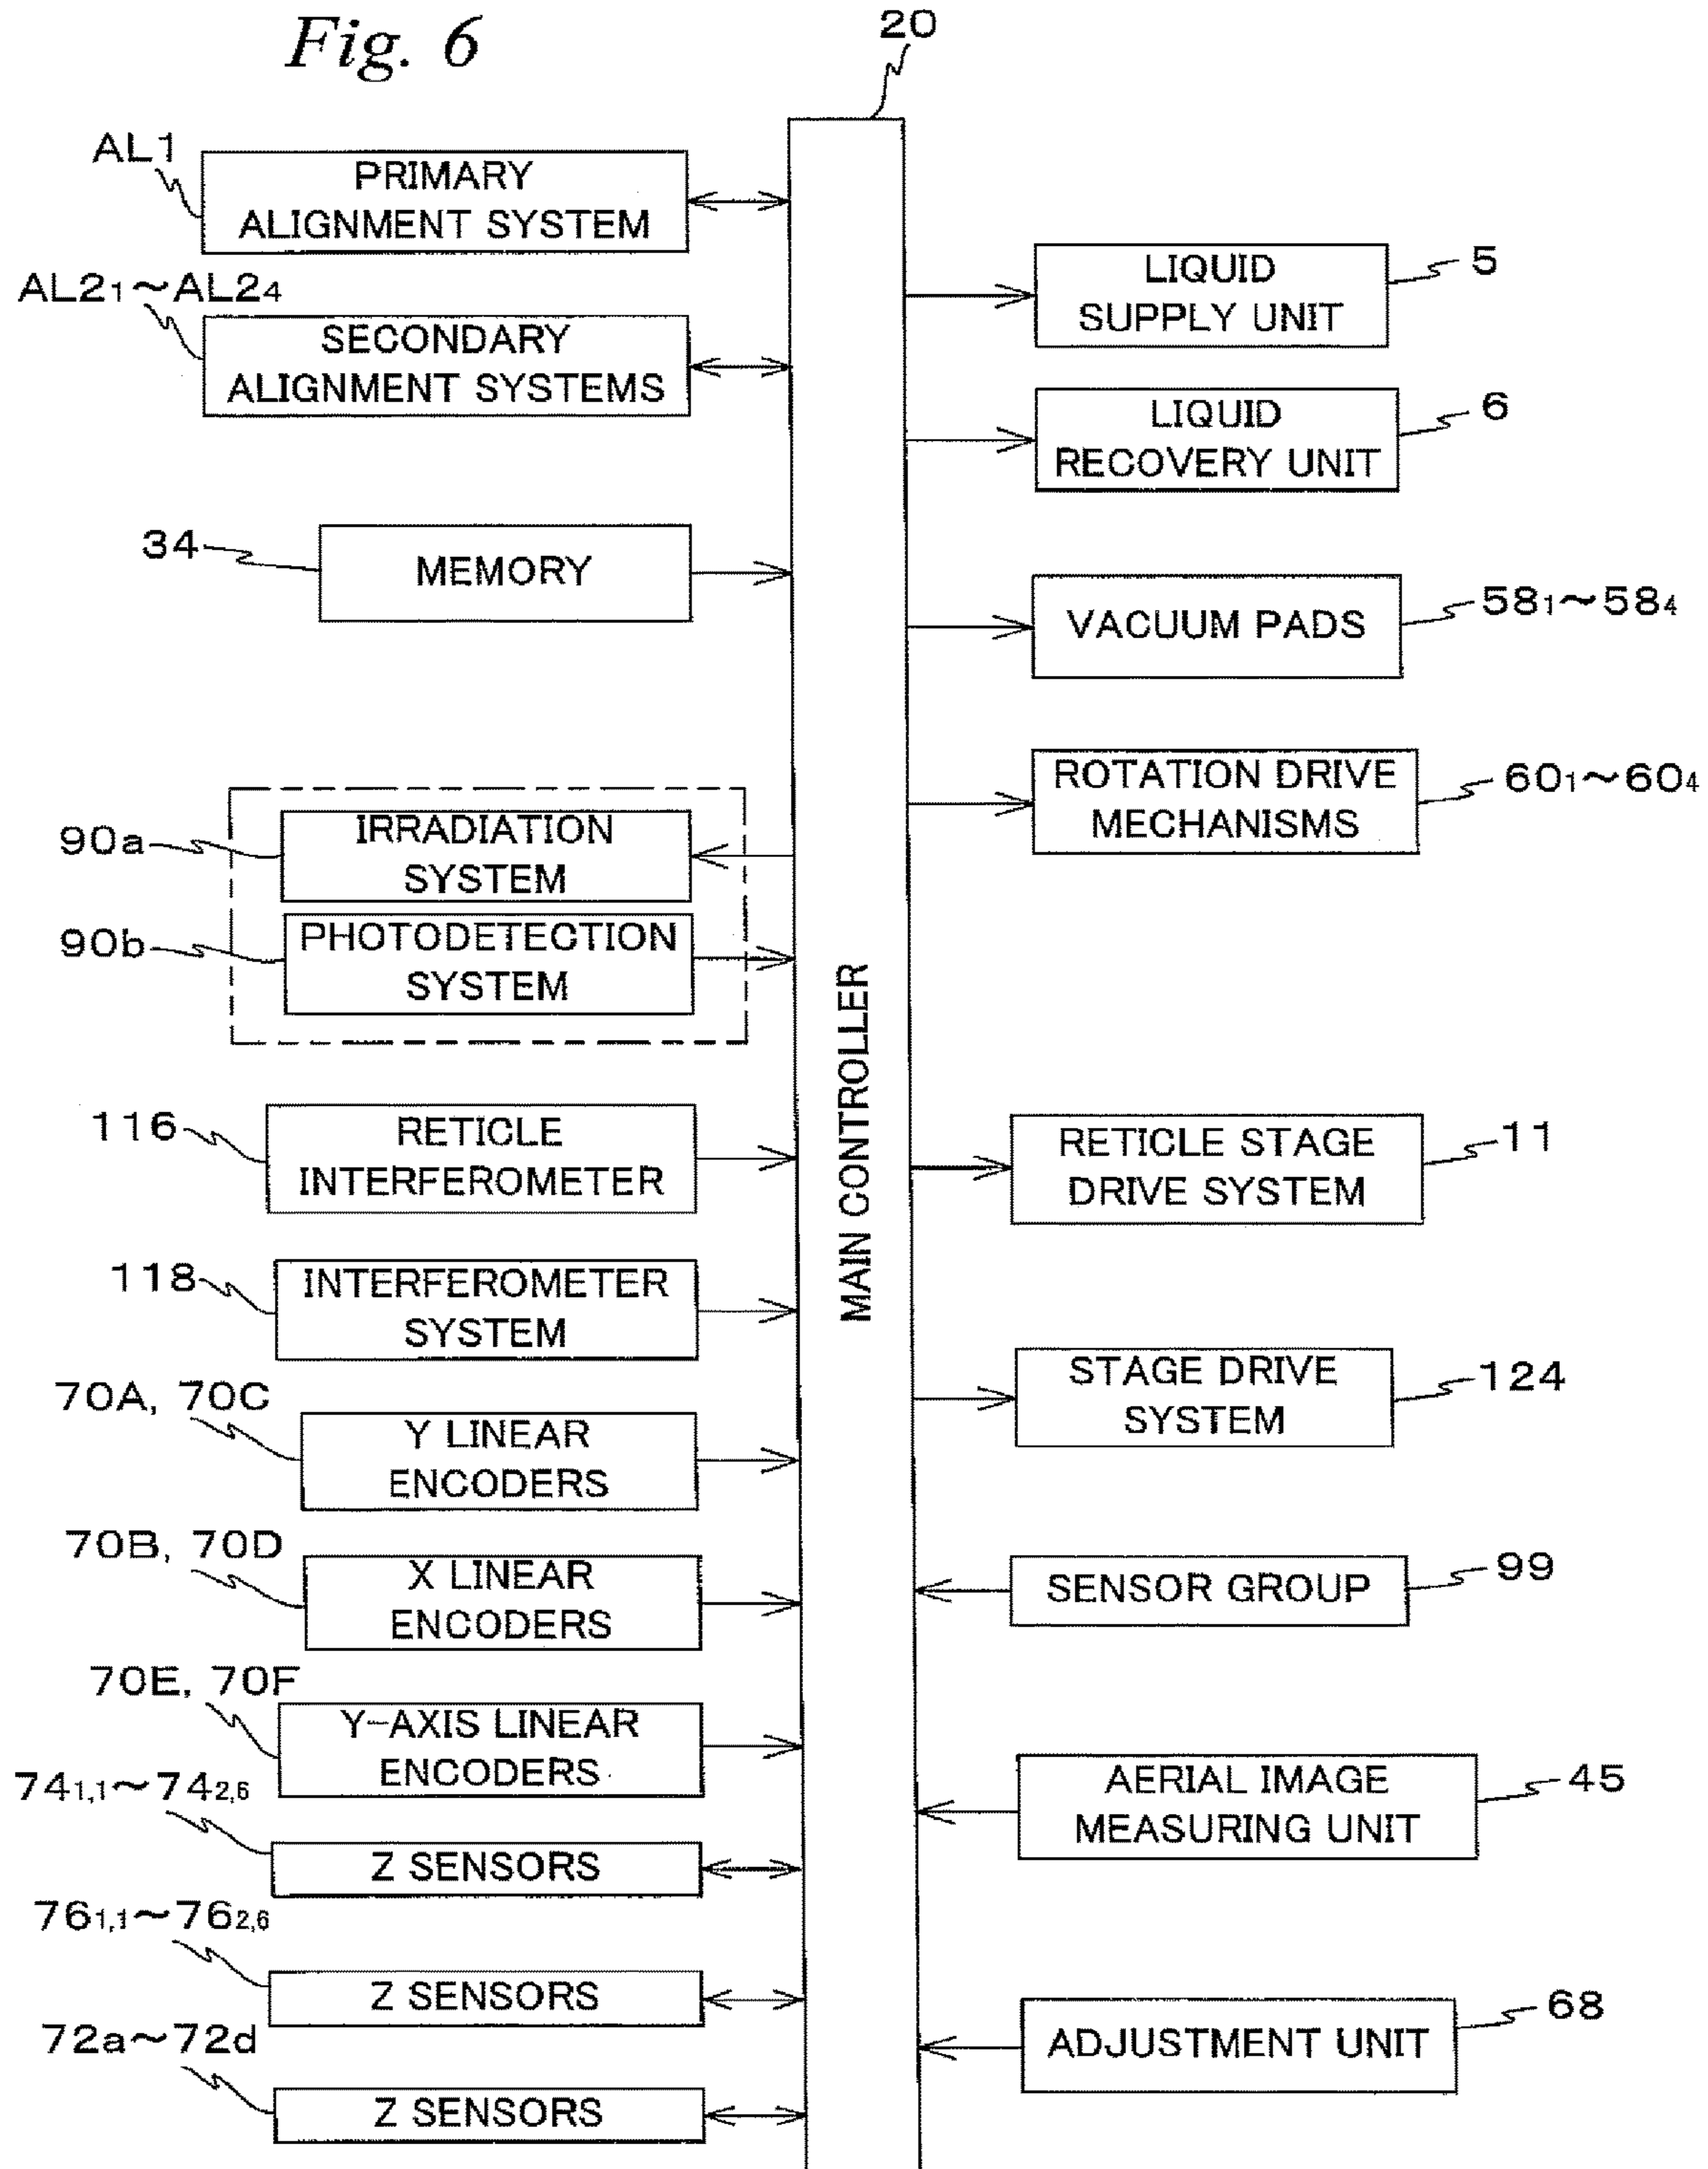 Fig. 6
20
AL1
PRIMARY
ALIGNMENT SYSTEM
AL2₁~AL2₄
SECONDARY
ALIGNMENT SYSTEMS
34
MEMORY
90a
IRRADIATION
SYSTEM
90b
PHOTODETECTION
SYSTEM
116
RETICLE
INTERFEROMETER
118
INTERFEROMETER
SYSTEM
70A, 70C
Y LINEAR
ENCODERS
70B, 70D
X LINEAR
ENCODERS
70E, 70F
Y-AXIS LINEAR
ENCODERS
74₁,₁~74₂,₆
Z SENSORS
76₁,₁~76₂,₆
Z SENSORS
72a~72d
Z SENSORS
MAIN CONTROLLER
LIQUID
SUPPLY UNIT
5
LIQUID
RECOVERY UNIT
6
VACUUM PADS
58₁~58₄
ROTATION DRIVE
MECHANISMS
60₁~60₄
RETICLE STAGE
DRIVE SYSTEM
11
STAGE DRIVE
SYSTEM
124
SENSOR GROUP
99
AERIAL IMAGE
MEASURING UNIT
45
ADJUSTMENT UNIT
68